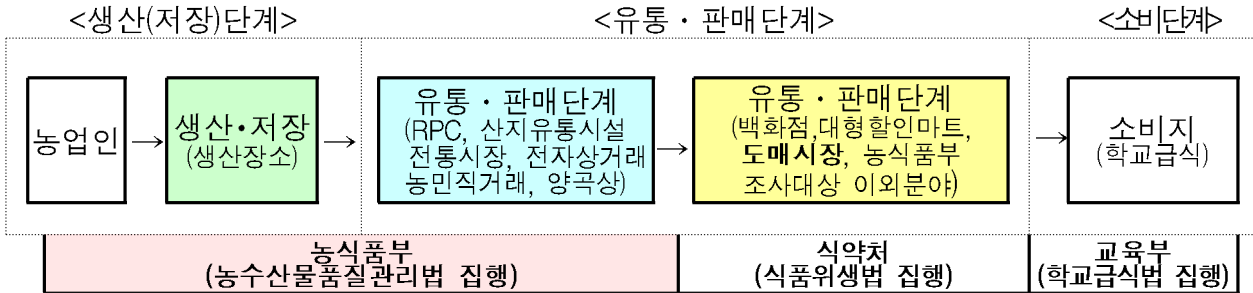 <생산(저장)단계>
<유통・판매단계>
<소비단계>
농업인
생산・저장
(생산장소)
유통・판매단계
(RPC, 산지유통시설
전통시장, 전자상거래
농민직거래, 양곡상)
유통・판매단계
(백화점,대형할인마트,
도매시장, 농식품부
조사대상 이외분야)
소비지
(학교급식)
농식품부
(농수산물품질관리법 집행)
식약처
(식품위생법 집행)
교육부
(학교급식법 집행)